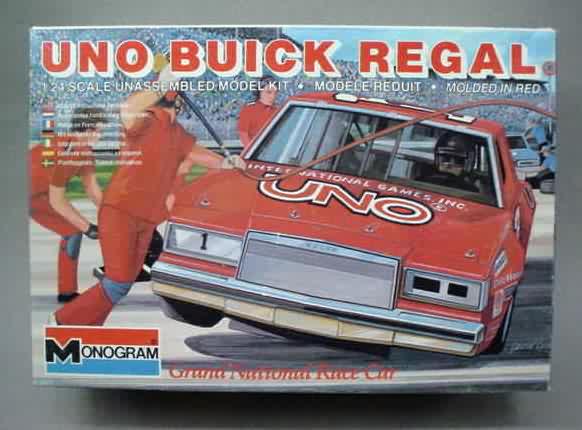 UNO BUICK REGAL
1:24 SCALE UNASSEMBLED MODEL KIT • MODELE REDUIT • MOLDED IN RED
INTERNATIONAL GAMES, INC.
UNO®
1
BUICK
MONOGRAM
Grand National Race Car